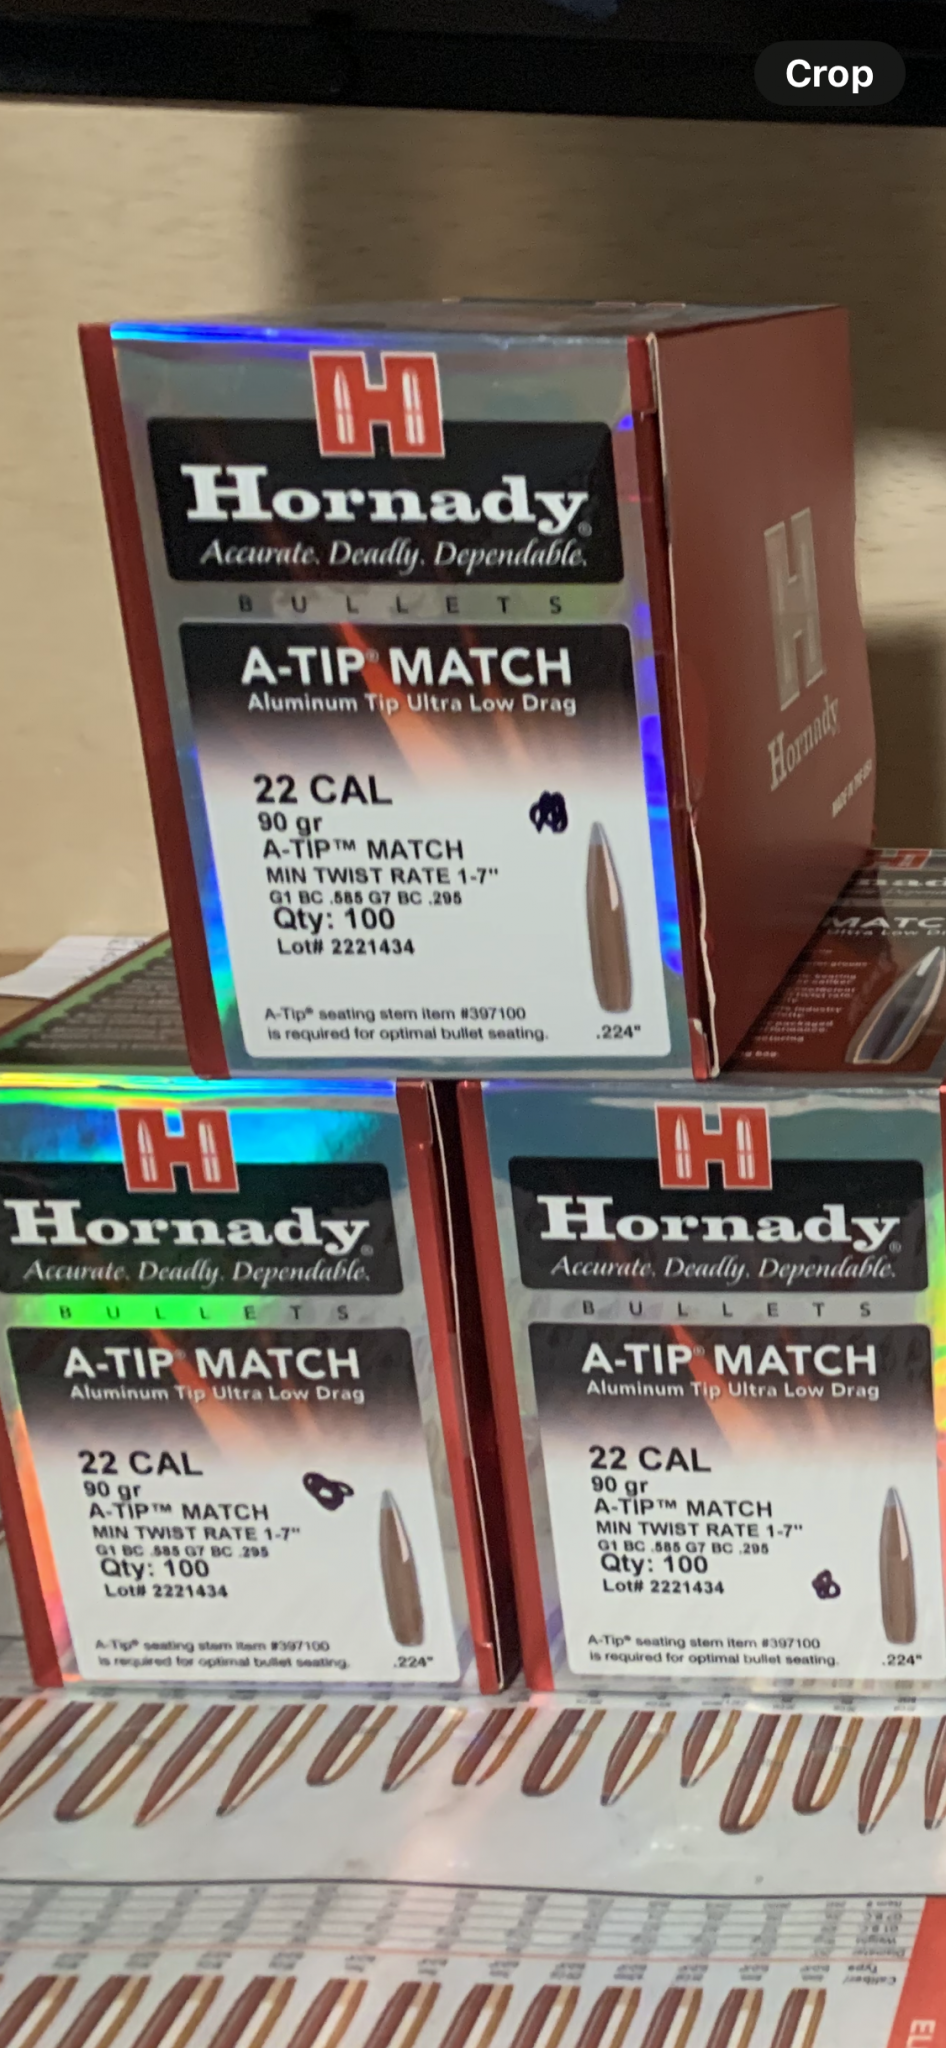 Crop
Hornady®
Accurate. Deadly. Dependable.
BULLETS
A-TIP® MATCH
Aluminum Tip Ultra Low Drag
22 CAL
90 gr
A-TIP™ MATCH
MIN TWIST RATE 1-7"
G1 BC .585 G7 BC .295
Qty: 100
Lot# 2221434
A-Tip® seating stem item #397100
is required for optimal bullet seating.
.224"
H
Hornady
MADE IN THE USA
MATC
Hornady®
Accurate. Deadly. Dependable.
BULLETS
A-TIP® MATCH
Aluminum Tip Ultra Low Drag
22 CAL
90 gr
A-TIP™ MATCH
MIN TWIST RATE 1-7"
G1 BC .585 G7 BC .295
Qty: 100
Lot# 2221434
A-Tip® seating stem item #397100
is required for optimal bullet seating.
.224"
Hornady®
Accurate. Deadly. Dependable.
BULLETS
A-TIP® MATCH
Aluminum Tip Ultra Low Drag
22 CAL
90 gr
A-TIP™ MATCH
MIN TWIST RATE 1-7"
G1 BC .585 G7 BC .295
Qty: 100
Lot# 2221434
A-Tip® seating stem item #397100
is required for optimal bullet seating.
.224"